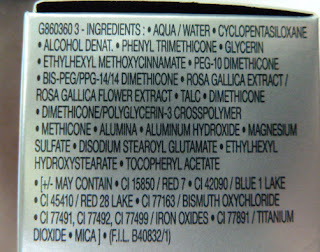 G860360 3 - INGREDIENTS : • AQUA / WATER • CYCLOPENTASILOXANE
• ALCOHOL DENAT. • PHENYL TRIMETHICONE • GLYCERIN
• ETHYLHEXYL METHOXYCINNAMATE • PEG-10 DIMETHICONE
• BIS-PEG/PPG-14/14 DIMETHICONE • ROSA GALLICA EXTRACT /
ROSA GALLICA FLOWER EXTRACT • TALC • DIMETHICONE
• DIMETHICONE/POLYGLYCERIN-3 CROSSPOLYMER
• METHICONE • ALUMINA • ALUMINUM HYDROXIDE • MAGNESIUM
SULFATE • DISODIUM STEAROYL GLUTAMATE • ETHYLHEXYL
HYDROXYSTEARATE • TOCOPHERYL ACETATE
• [+/- MAY CONTAIN • CI 15850 / RED 7 • CI 42090 / BLUE 1 LAKE
• CI 45410 / RED 28 LAKE • CI 77163 / BISMUTH OXYCHLORIDE
• CI 77491, CI 77492, CI 77499 / IRON OXIDES • CI 77891 / TITANIUM
DIOXIDE • MICA ] • (F.I.L. B40832/1)